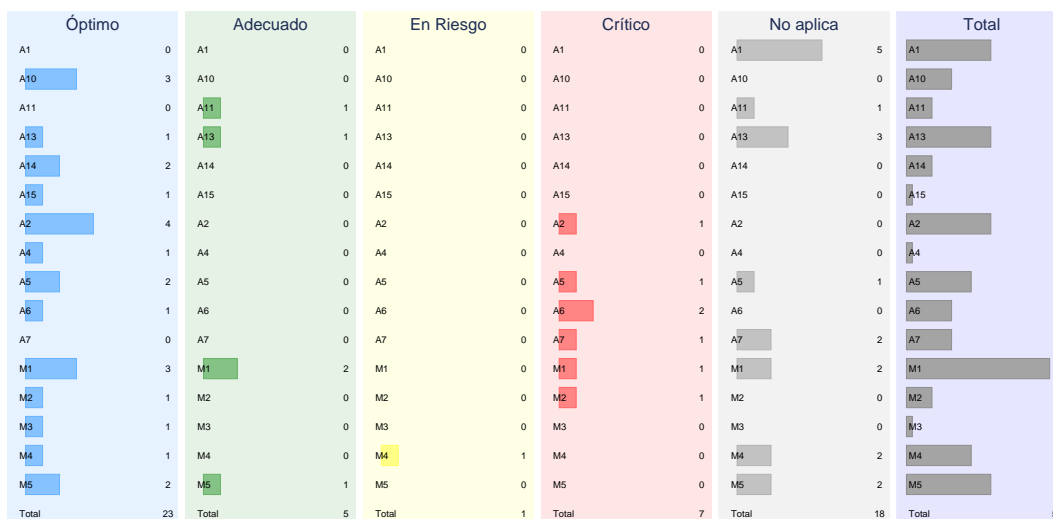 Óptimo Adecuado En Riesgo Crítico No aplica Total
A1 0 A1 0 A1 0 A1 0 A1 5 A1
A10 3 A10 0 A10 0 A10 0 A10 0 A10
A11 0 A11 1 A11 0 A11 0 A11 1 A11
A13 1 A13 1 A13 0 A13 0 A13 3 A13
A14 2 A14 0 A14 0 A14 0 A14 0 A14
A15 1 A15 0 A15 0 A15 0 A15 0 A15
A2 4 A2 0 A2 0 A2 1 A2 0 A2
A4 1 A4 0 A4 0 A4 0 A4 0 A4
A5 2 A5 0 A5 0 A5 1 A5 1 A5
A6 1 A6 0 A6 0 A6 2 A6 0 A6
A7 0 A7 0 A7 0 A7 1 A7 2 A7
M1 3 M1 2 M1 0 M1 1 M1 2 M1
M2 1 M2 0 M2 0 M2 1 M2 0 M2
M3 1 M3 0 M3 0 M3 0 M3 0 M3
M4 1 M4 0 M4 1 M4 0 M4 2 M4
M5 2 M5 1 M5 0 M5 0 M5 2 M5
Total 23 Total 5 Total 1 Total 7 Total 18 Total